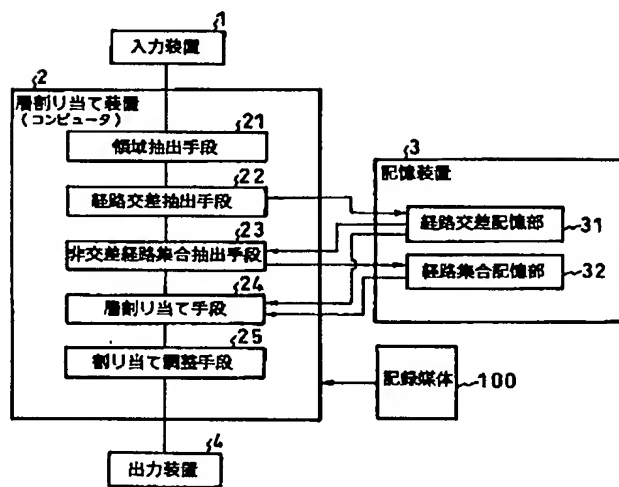 1
入力装置
2
層割り当て装置
（コンピュータ）
21
領域抽出手段
22
経路交差抽出手段
23
非交差経路集合抽出手段
24
層割り当て手段
25
割り当て調整手段
3
記憶装置
経路交差記憶部
31
経路集合記憶部
32
記録媒体
100
4
出力装置